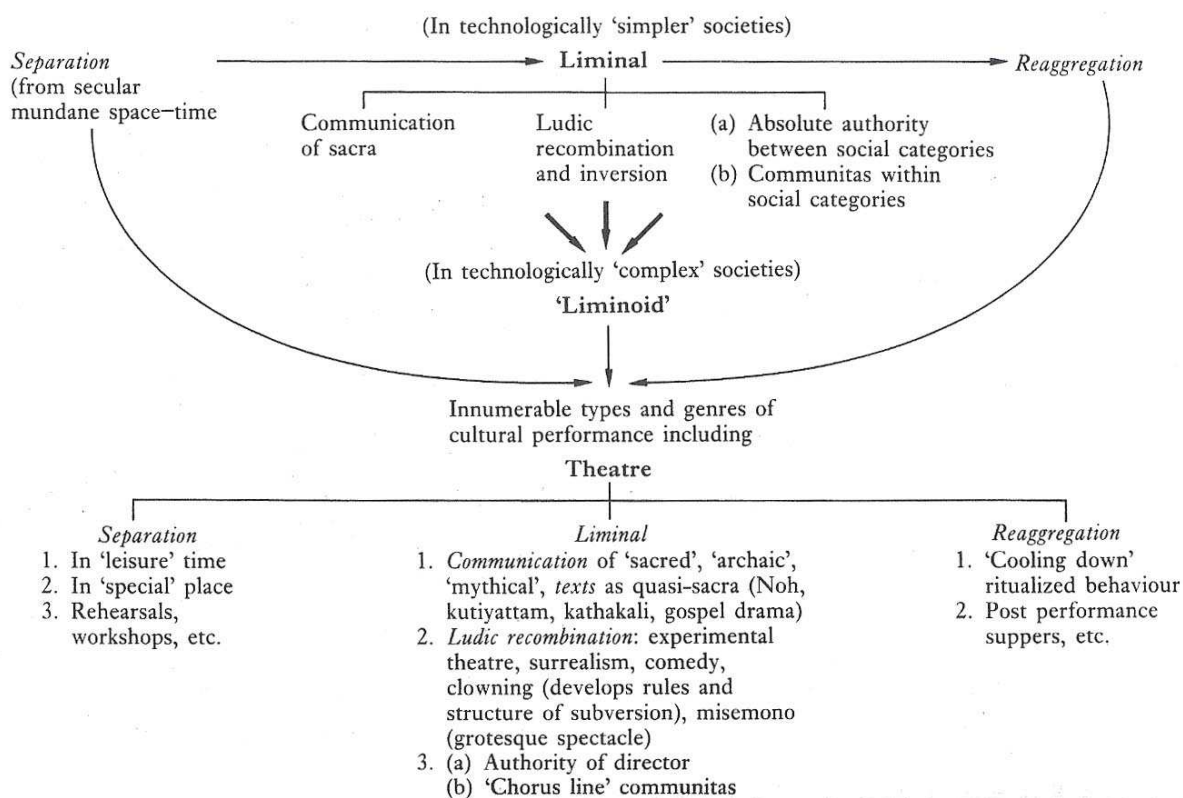 (In technologically ‘simpler’ societies)
Separation
(from secular
mundane space–time
Liminal
Reaggregation
Communication
of sacra
Ludic
recombination
and inversion
(a) Absolute authority
between social categories
(b) Communitas within
social categories
(In technologically ‘complex’ societies)
‘Liminoid’
Innumerable types and genres of
cultural performance including
Theatre
Separation
1. In ‘leisure’ time
2. In ‘special’ place
3. Rehearsals,
workshops, etc.
Liminal
1. Communication of ‘sacred’, ‘archaic’,
‘mythical’, texts as quasi-sacra (Noh,
kutiyattam, kathakali, gospel drama)
2. Ludic recombination: experimental
theatre, surrealism, comedy,
clowning (develops rules and
structure of subversion), misemono
(grotesque spectacle)
3. (a) Authority of director
(b) ‘Chorus line’ communitas
Reaggregation
1. ‘Cooling down’
ritualized behaviour
2. Post performance
suppers, etc.